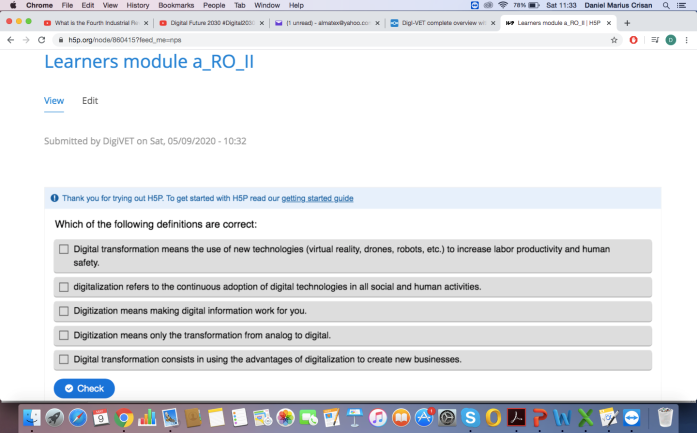 Chrome File Edit View History Bookmarks People Tab Window Help 78% Sat 11:33 Daniel Marius Crisan
What is the Fourth Industrial Re Digital Future 2030 #Digital2030 (1 unread) - almatex@yahoo.com Digi-VET complete overview wit H5P Learners module a_RO_II | H5P
h5p.org/node/860415?feed_me=nps
Learners module a_RO_II
View Edit
Submitted by DigiVET on Sat, 05/09/2020 - 10:32
Thank you for trying out H5P. To get started with H5P read our getting started guide
Which of the following definitions are correct:
Digital transformation means the use of new technologies (virtual reality, drones, robots, etc.) to increase labor productivity and human
safety.
digitalization refers to the continuous adoption of digital technologies in all social and human activities.
Digitization means making digital information work for you.
Digitization means only the transformation from analog to digital.
Digital transformation consists in using the advantages of digitalization to create new businesses.
Check